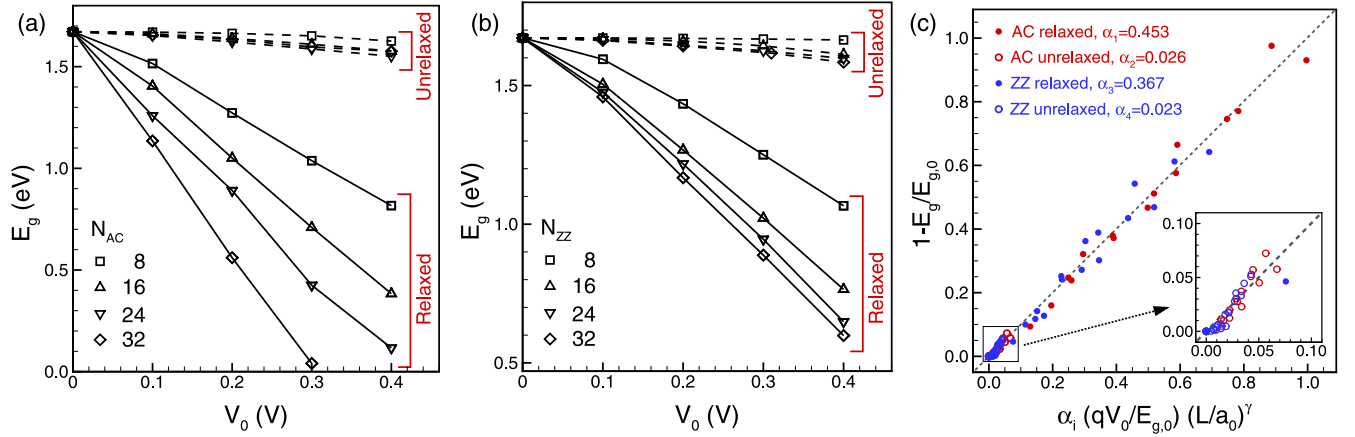 (a)
1.5
1.0
0.5
0.0
E_g (eV)
N_AC
8
16
24
32
Unrelaxed
Relaxed
0 0.1 0.2 0.3 0.4
V_0 (V)
(b)
1.5
1.0
0.5
E_g (eV)
N_ZZ
8
16
24
32
Unrelaxed
Relaxed
0 0.1 0.2 0.3 0.4
V_0 (V)
(c)
1.0
0.8
0.6
0.4
0.2
0.0
1-E_g/E_{g,0}
AC relaxed, α_1=0.453
AC unrelaxed, α_2=0.026
ZZ relaxed, α_3=0.367
ZZ unrelaxed, α_4=0.023
0.10
0.05
0.00
0.00 0.05 0.10
0.0 0.2 0.4 0.6 0.8 1.0
α_i (qV_0/E_{g,0}) (L/a_0)^γ